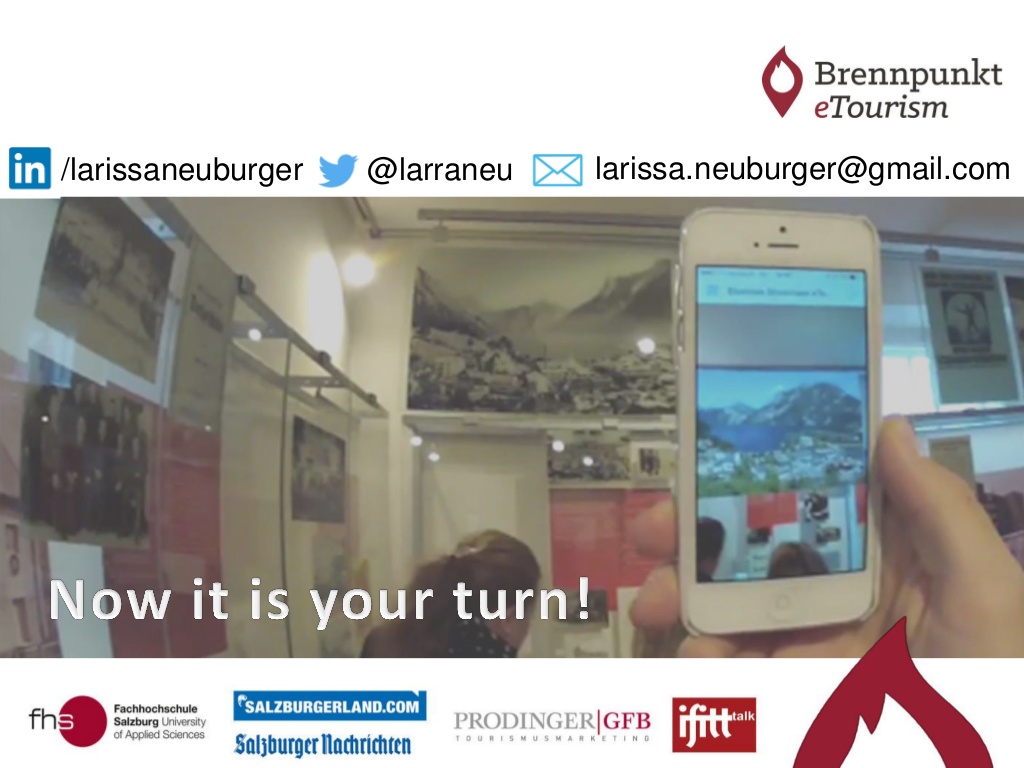 Brennpunkt
eTourism
in /larissaneuburger @larraneu larissa.neuburger@gmail.com
Now it is your turn!
fhs
Fachhochschule
Salzburg University
of Applied Sciences
SALZBURGERLAND.COM
Salzburger Nachrichten
PRODINGER|GFB
TOURISMUSMARKETING
ifitt talk